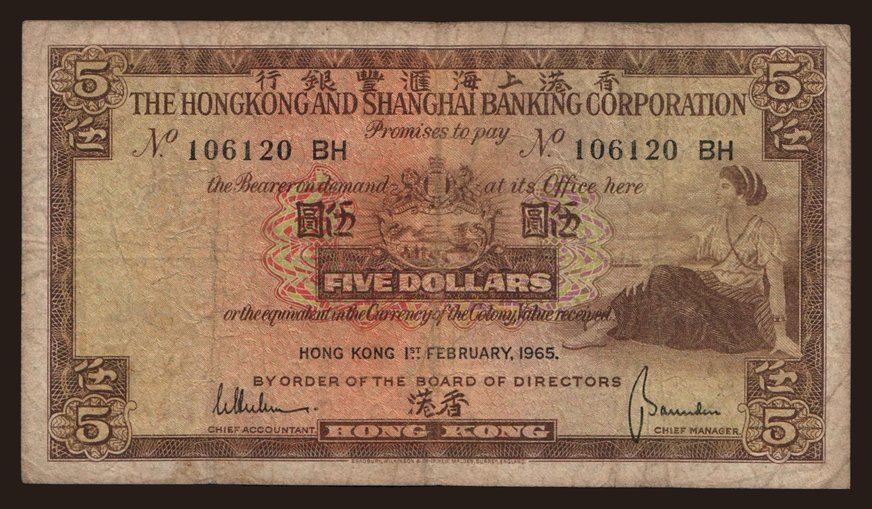 5 香港上海滙豐銀行 5
伍 THE HONGKONG AND SHANGHAI BANKING CORPORATION 伍
Promises to pay
No 106120 BH No 106120 BH
the Bearer on demand at its Office here
圓伍 圓伍
FIVE DOLLARS
or the equivalent in the Currency of the Colony Value received.
HONG KONG 1ST FEBRUARY, 1965.
BY ORDER OF THE BOARD OF DIRECTORS
伍 港香 伍
5 CHIEF ACCOUNTANT. HONG KONG CHIEF MANAGER. 5